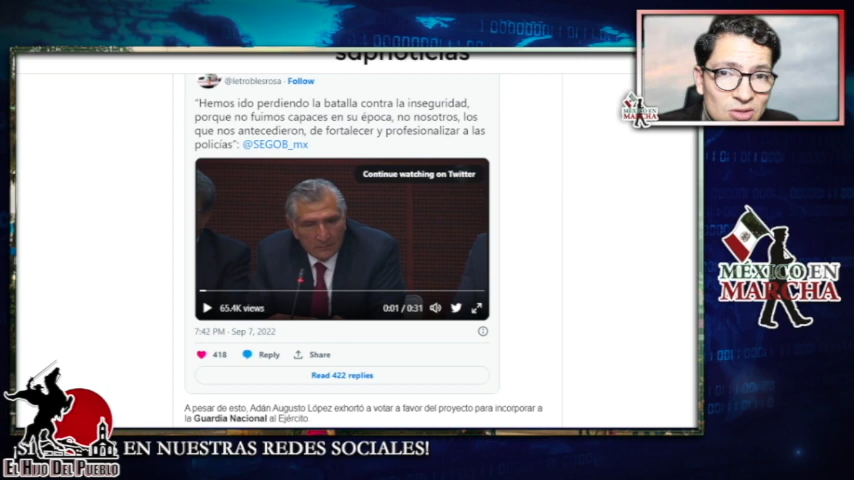 sdpnoticias
@letroblesrosa · Follow
"Hemos ido perdiendo la batalla contra la inseguridad,
porque no fuimos capaces en su época, no nosotros, los
que nos antecedieron, de fortalecer y profesionalizar a las
policías": @SEGOB_mx
Continue watching on Twitter
65.4K views
0:01 / 0:31
7:42 PM · Sep 7, 2022
418 Reply Share
Read 422 replies
A pesar de esto, Adán Augusto López exhortó a votar a favor del proyecto para incorporar a
la Guardia Nacional al Ejército
MÉXICO EN
MARCHA
MÉXICO EN
MARCHA
EN NUESTRAS REDES SOCIALES!
EL HIJO DEL PUEBLO